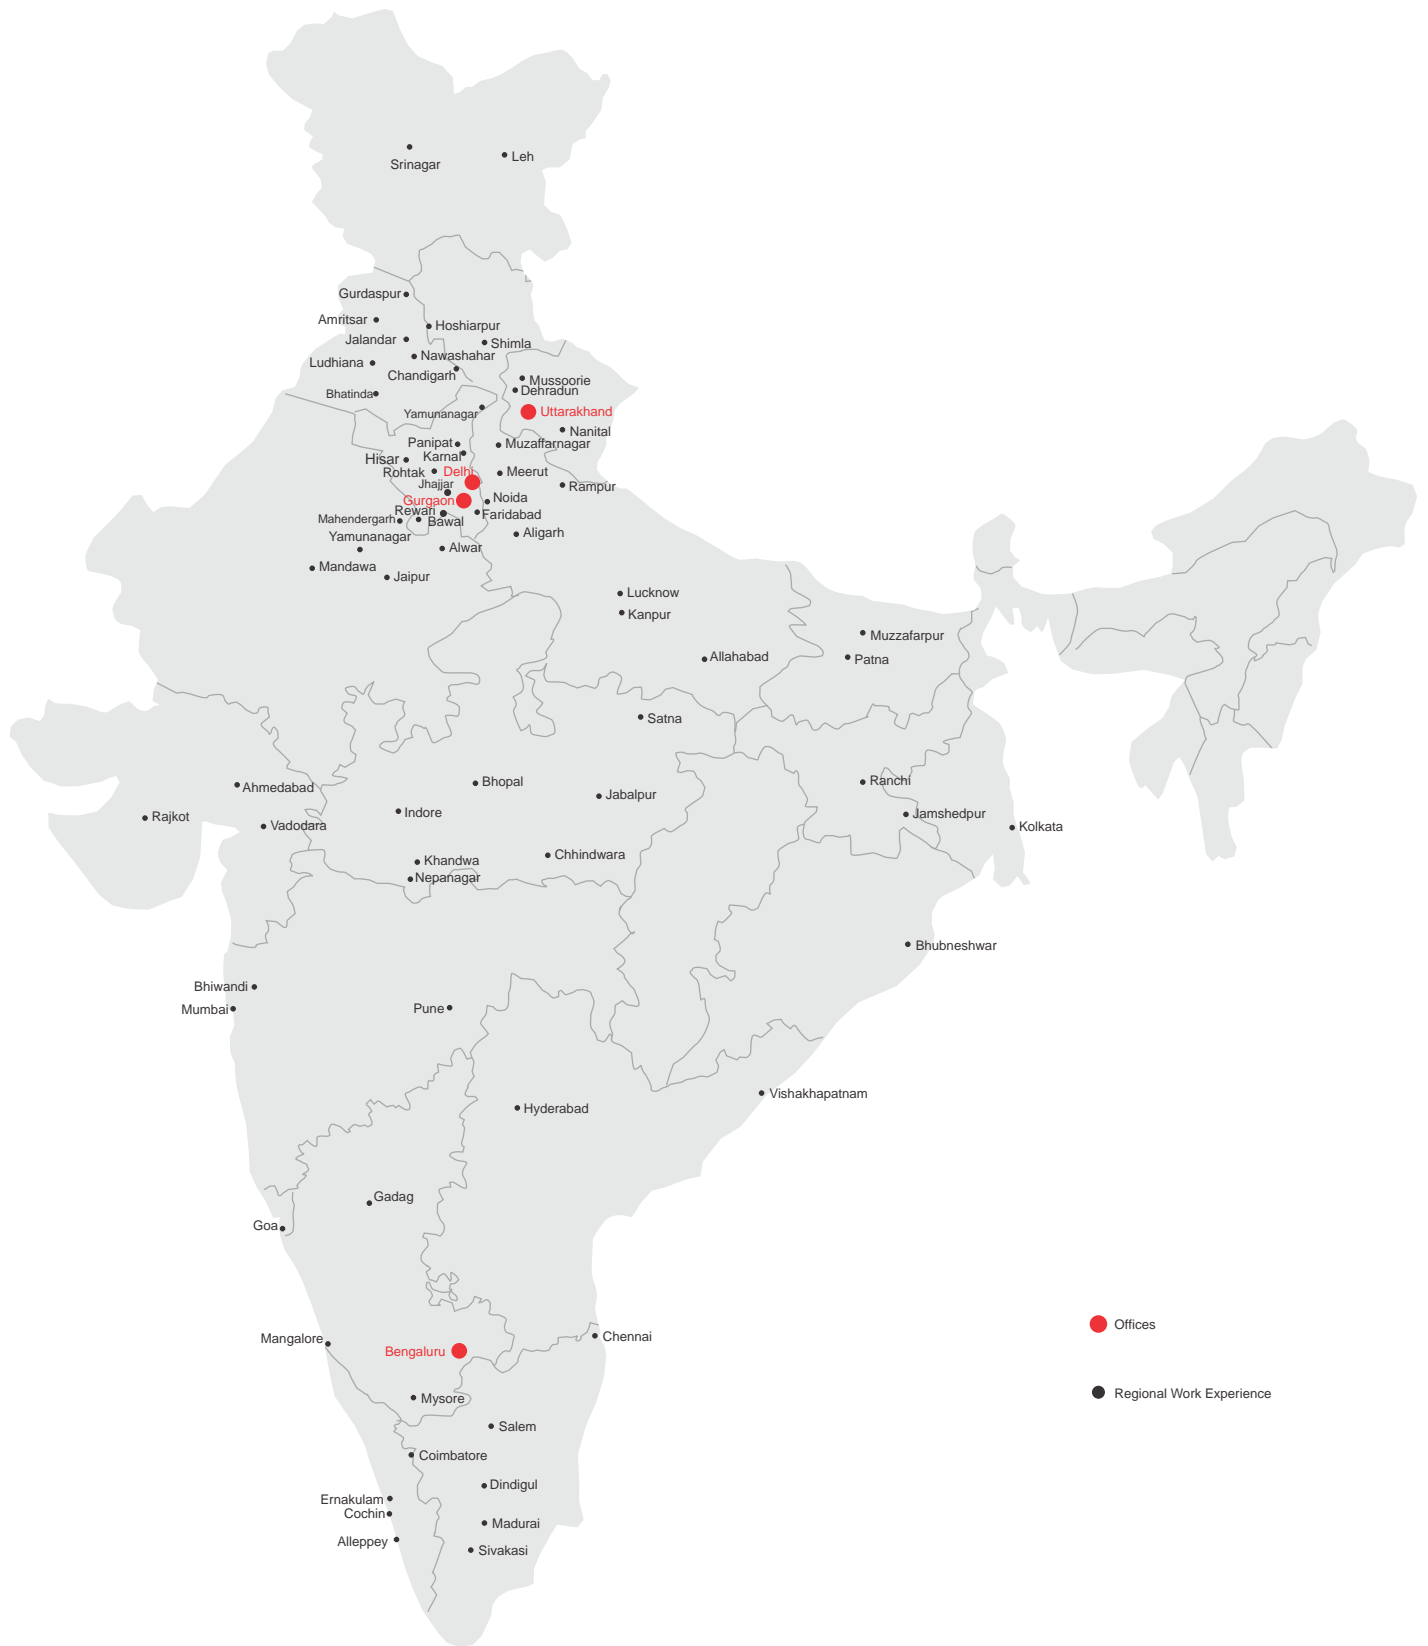 Srinagar
Leh
Gurdaspur
Amritsar
Hoshiarpur
Jalandar
Shimla
Nawashahar
Ludhiana
Chandigarh
Mussoorie
Dehradun
Bhatinda
Uttarakhand
Yamunanagar
Nanital
Panipat
Muzaffarnagar
Karnal
Hisar
Rohtak
Delhi
Meerut
Jhajjar
Rampur
Gurgaon
Noida
Rewari
Faridabad
Mahendergarh
Bawal
Aligarh
Yamunanagar
Alwar
Mandawa
Jaipur
Lucknow
Kanpur
Muzzafarpur
Allahabad
Patna
Satna
Bhopal
Ranchi
Ahmedabad
Jabalpur
Indore
Jamshedpur
Rajkot
Vadodara
Kolkata
Chhindwara
Khandwa
Nepanagar
Bhubneshwar
Bhiwandi
Mumbai
Pune
Vishakhapatnam
Hyderabad
Gadag
Goa
Offices
Mangalore
Chennai
Bengaluru
Regional Work Experience
Mysore
Salem
Coimbatore
Dindigul
Ernakulam
Cochin
Madurai
Alleppey
Sivakasi